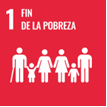 1 FIN
DE LA POBREZA